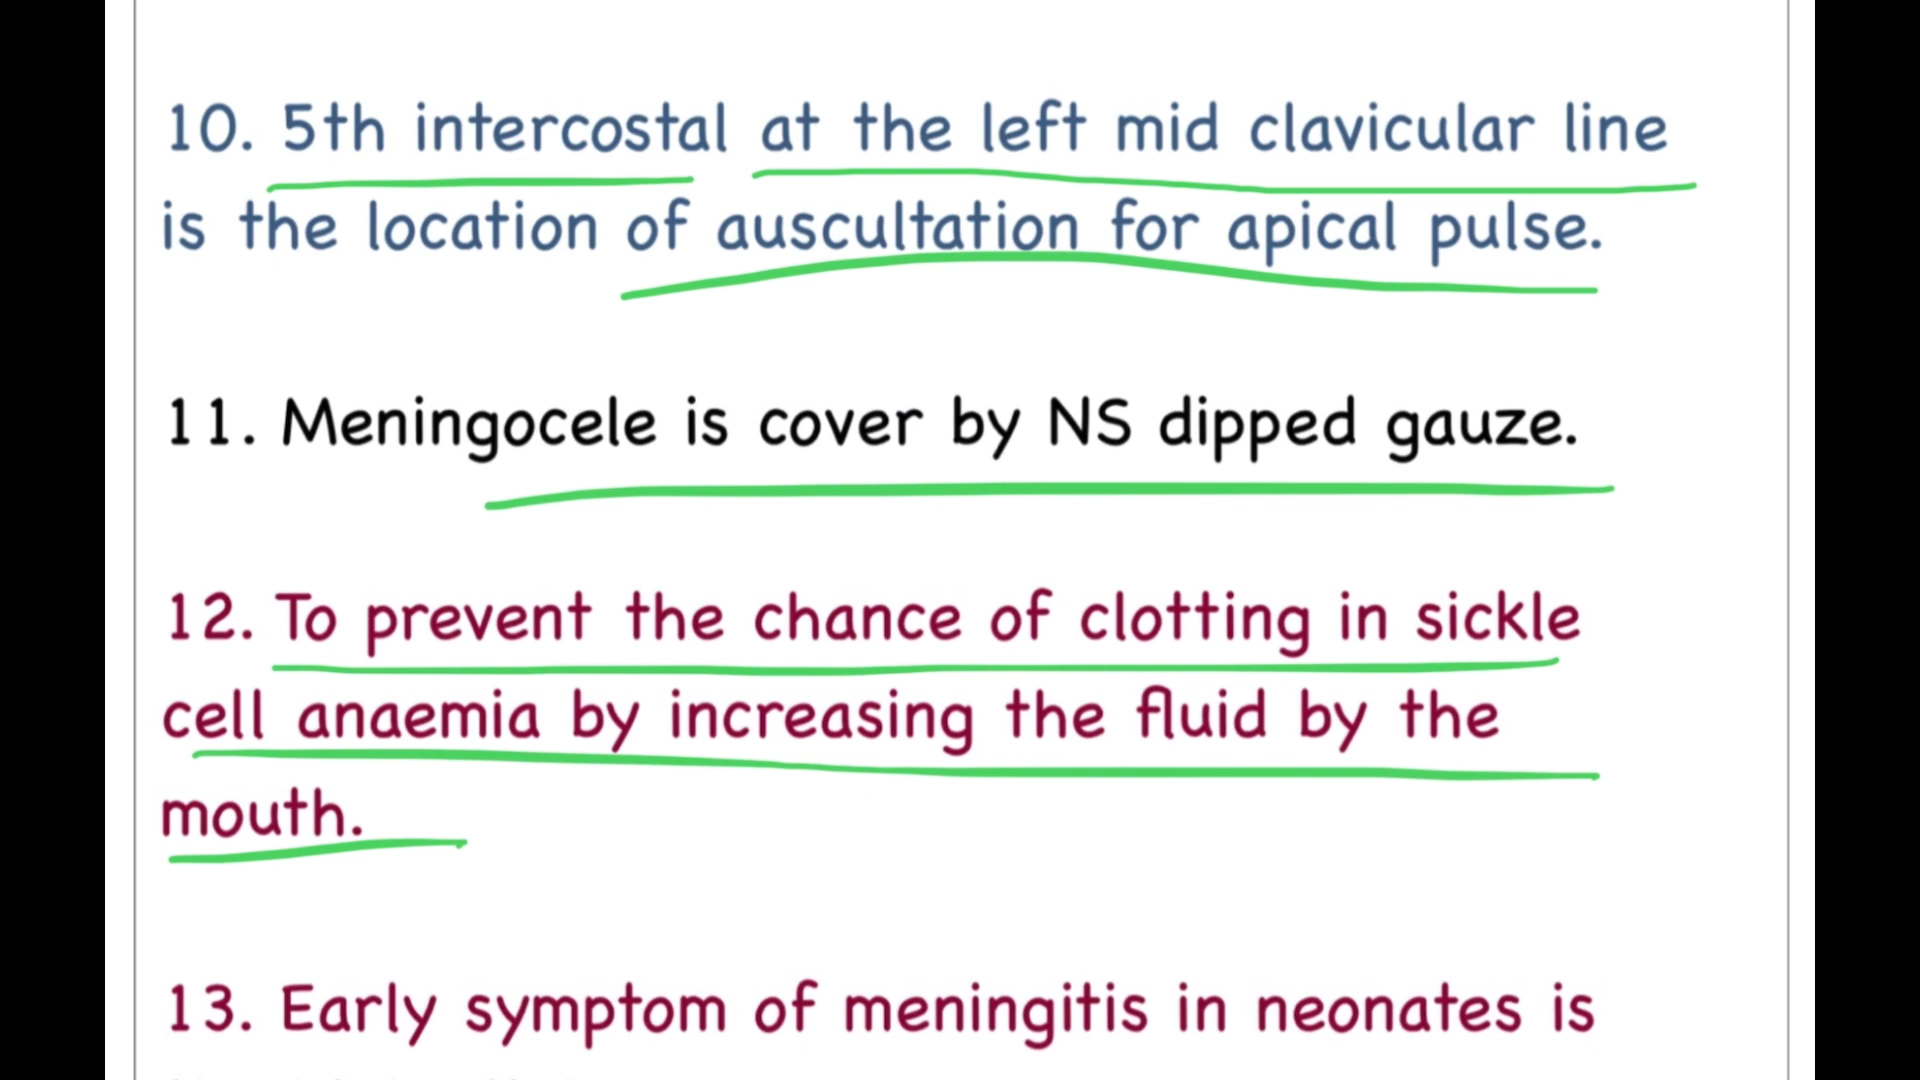 10. 5th intercostal at the left mid clavicular line
is the location of auscultation for apical pulse.
11. Meningocele is cover by NS dipped gauze.
12. To prevent the chance of clotting in sickle
cell anaemia by increasing the fluid by the
mouth.
13. Early symptom of meningitis in neonates is